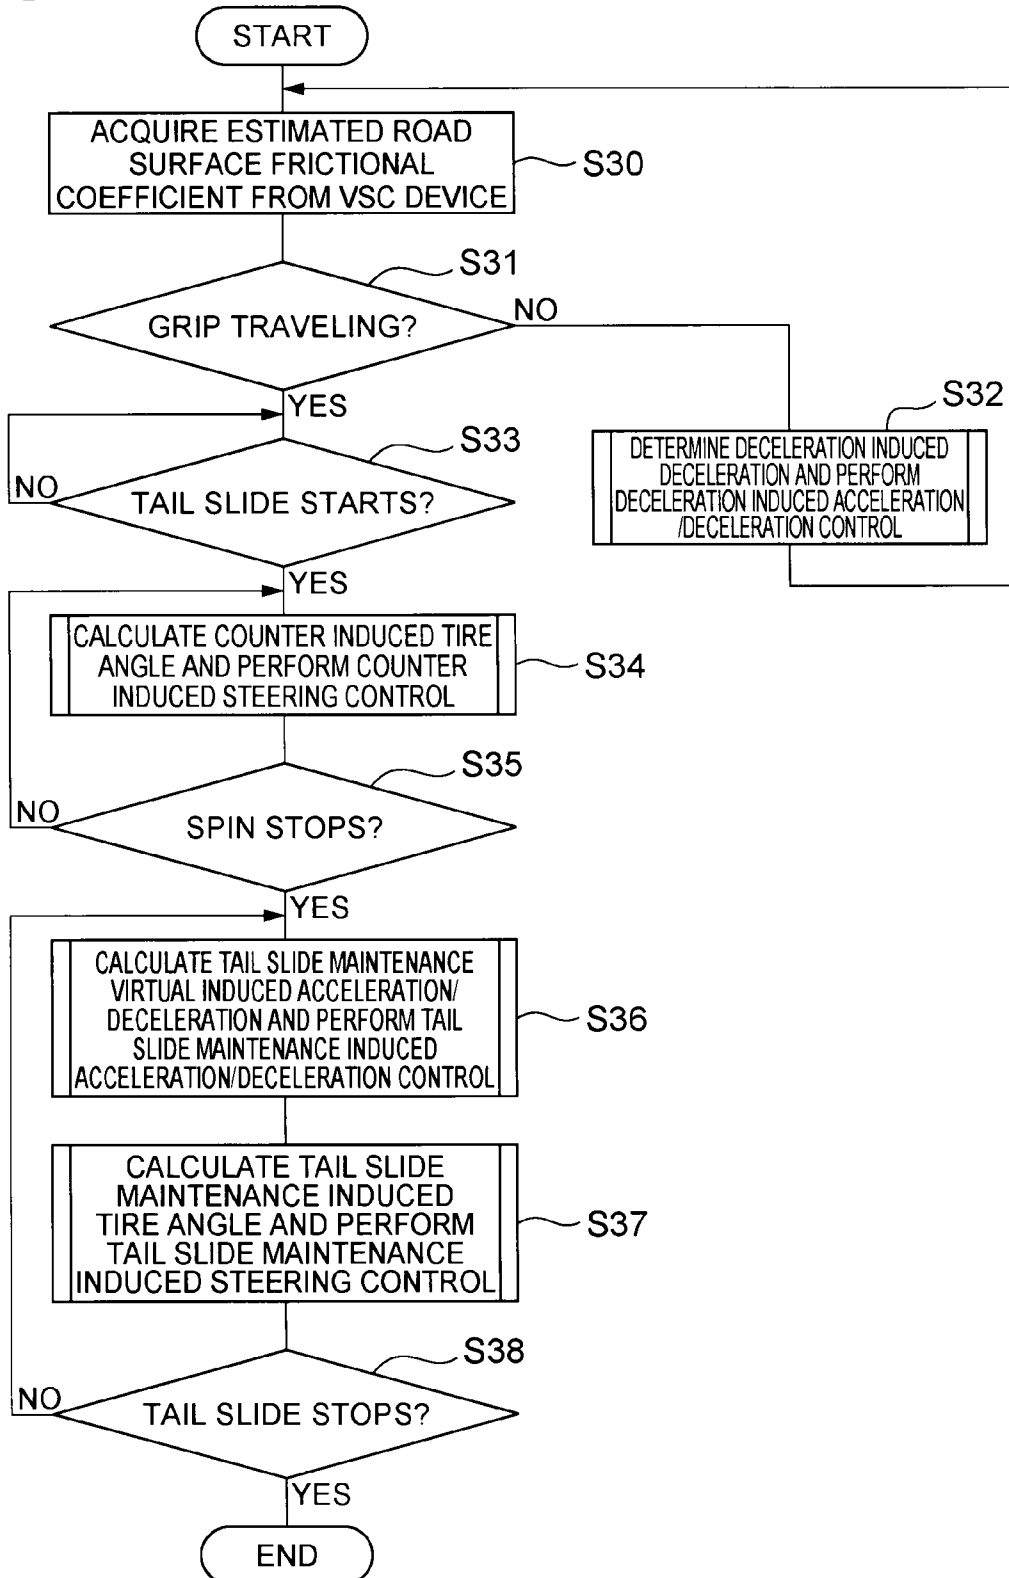 START
ACQUIRE ESTIMATED ROAD
SURFACE FRICTIONAL
COEFFICIENT FROM VSC DEVICE
S30
S31
GRIP TRAVELING?
NO
YES
S32
DETERMINE DECELERATION INDUCED
DECELERATION AND PERFORM
DECELERATION INDUCED ACCELERATION
/DECELERATION CONTROL
S33
TAIL SLIDE STARTS?
NO
YES
CALCULATE COUNTER INDUCED TIRE
ANGLE AND PERFORM COUNTER
INDUCED STEERING CONTROL
S34
S35
SPIN STOPS?
NO
YES
CALCULATE TAIL SLIDE MAINTENANCE
VIRTUAL INDUCED ACCELERATION/
DECELERATION AND PERFORM TAIL
SLIDE MAINTENANCE INDUCED
ACCELERATION/DECELERATION CONTROL
S36
CALCULATE TAIL SLIDE
MAINTENANCE INDUCED
TIRE ANGLE AND PERFORM
TAIL SLIDE MAINTENANCE
INDUCED STEERING CONTROL
S37
S38
TAIL SLIDE STOPS?
NO
YES
END